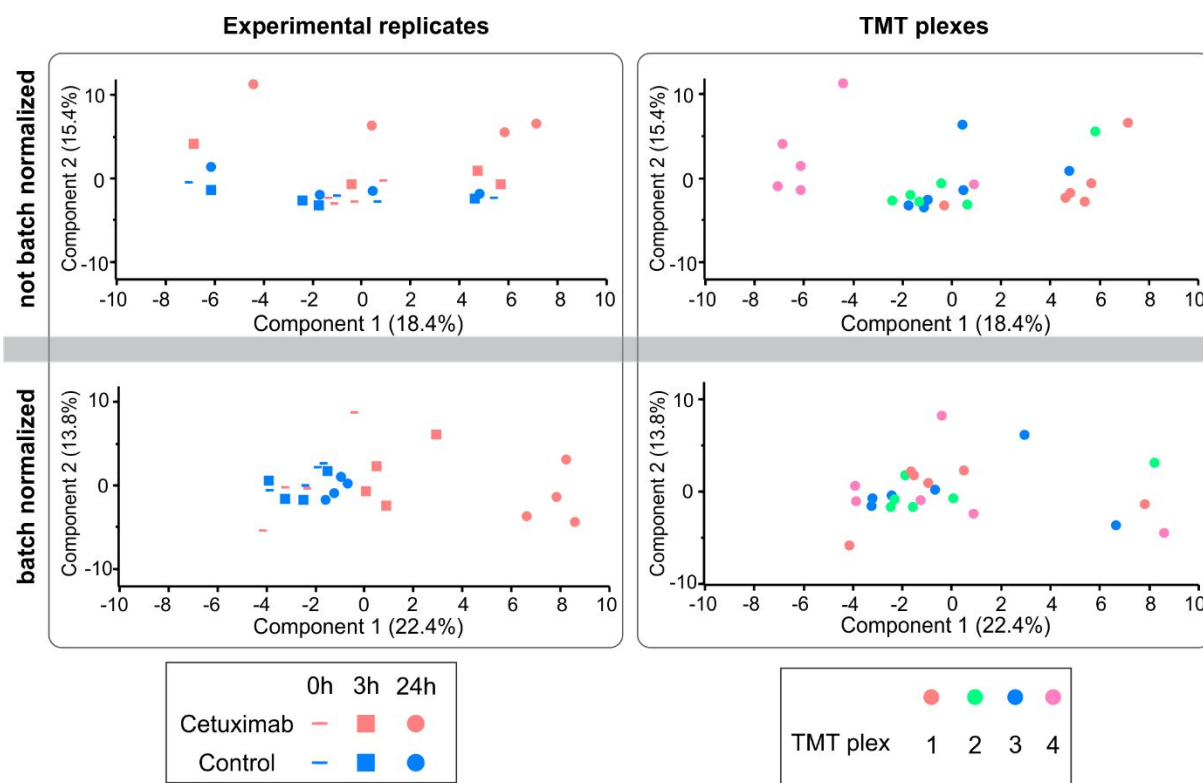 Experimental replicates
TMT plexes
not batch normalized
Component 2 (15.4%)
10
0
-10
-10 -8 -6 -4 -2 0 2 4 6 8 10
Component 1 (18.4%)
Component 2 (15.4%)
10
0
-10
-10 -8 -6 -4 -2 0 2 4 6 8 10
Component 1 (18.4%)
batch normalized
Component 2 (13.8%)
10
0
-10
-10 -8 -6 -4 -2 0 2 4 6 8 10
Component 1 (22.4%)
Component 2 (13.8%)
10
0
-10
-10 -8 -6 -4 -2 0 2 4 6 8 10
Component 1 (22.4%)
0h 3h 24h
Cetuximab
Control
TMT plex 1 2 3 4